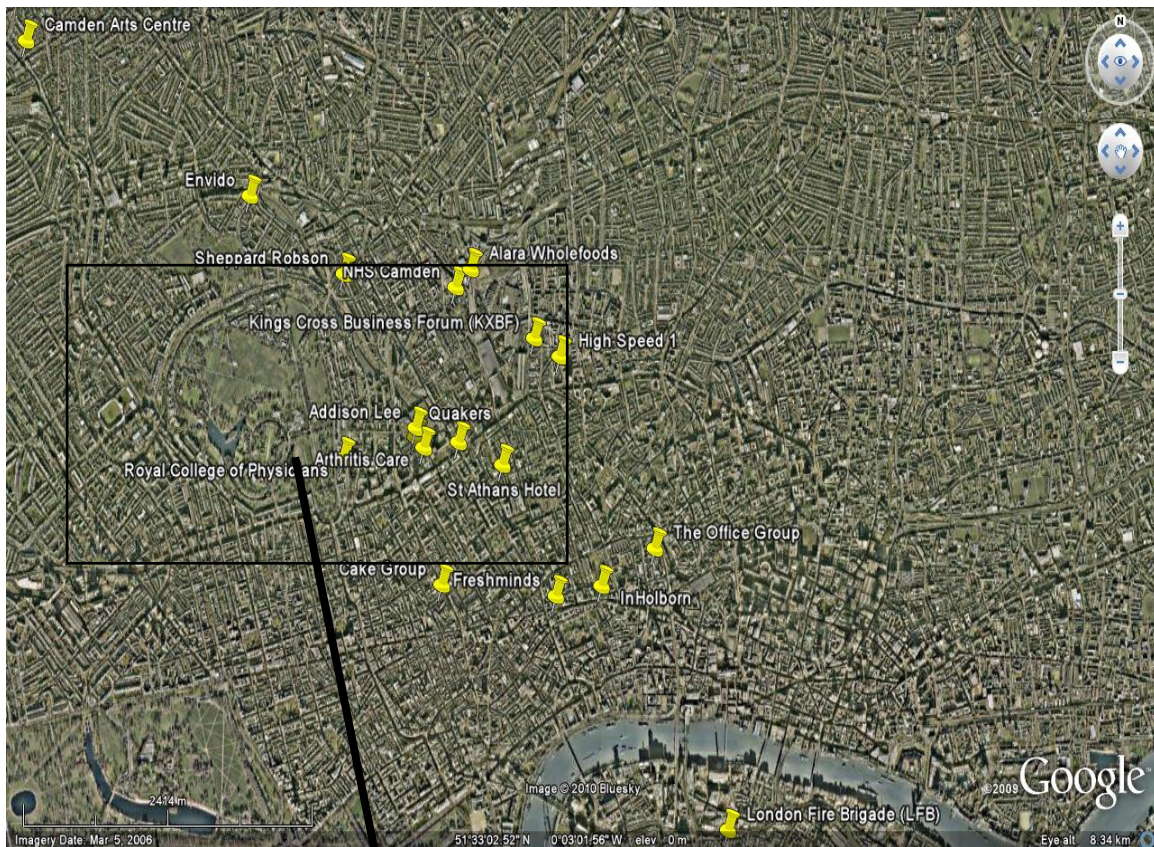 N
Camden Arts Centre
Envido
Sheppard Robson
Alara Wholefoods
NHS Camden
Kings Cross Business Forum (KXBF)
High Speed 1
Addison Lee
Quakers
Arthritis Care
Royal College of Physicians
St Athans Hotel
The Office Group
Cake Group
Freshminds
InHolborn
Image © 2010 Bluesky
©2009 Google™
2414 m
London Fire Brigade (LFB)
Imagery Date: Mar 5, 2006
51°33'02.52" N 0°03'01.56" W elev 0 m
Eye alt 8.34 km